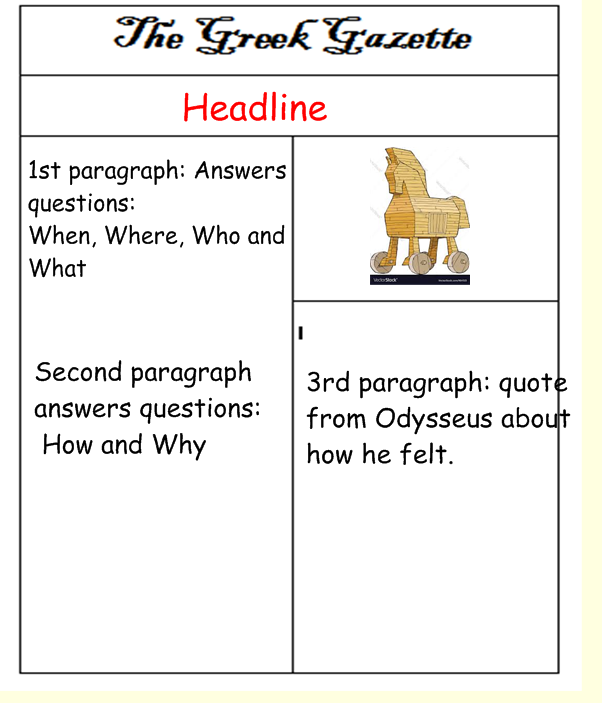 The Greek Gazette
Headline
1st paragraph: Answers
questions:
When, Where, Who and
What
Second paragraph
answers questions:
How and Why
VectorStock
3rd paragraph: quote
from Odysseus about
how he felt.